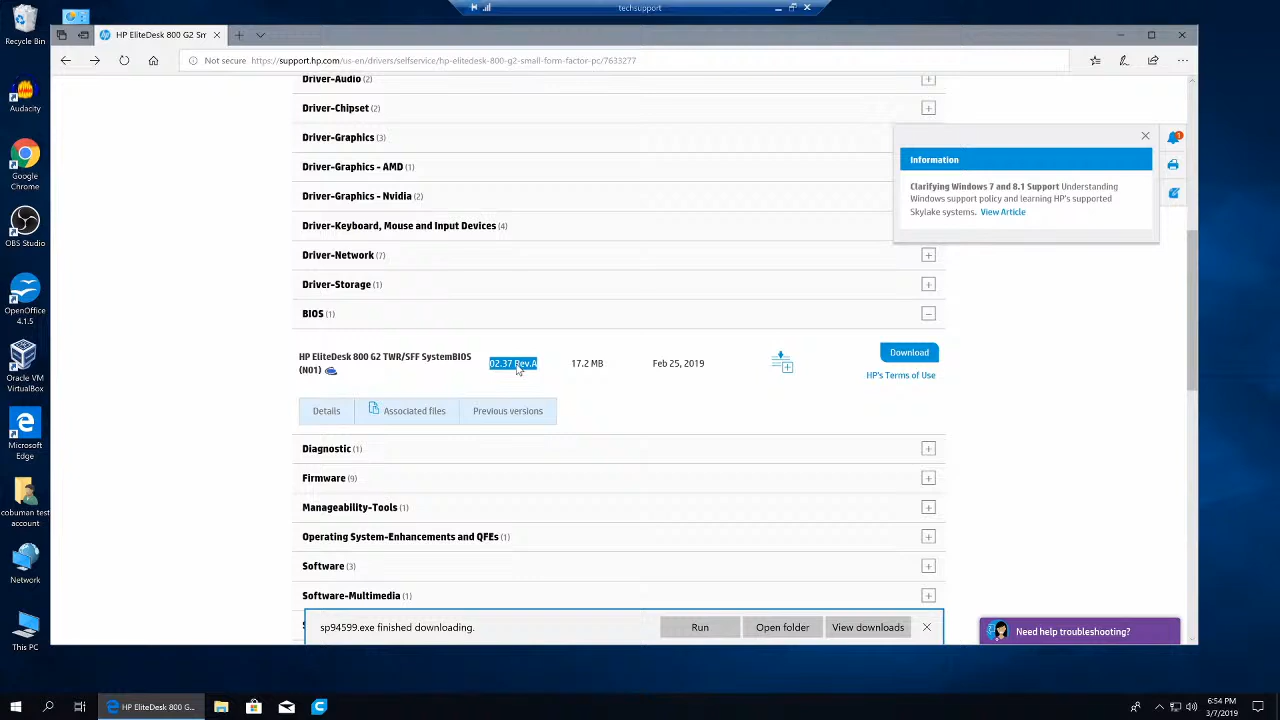 techsupport
Recycle Bin
HP EliteDesk 800 G2 Sm
Not secure https://support.hp.com/us-en/drivers/selfservice/hp-elitedesk-800-g2-small-form-factor-pc/7633277
Driver-Audio (2)
Driver-Chipset (2)
Driver-Graphics (3)
Driver-Graphics - AMD (1)
Driver-Graphics - Nvidia (2)
Driver-Keyboard, Mouse and Input Devices (4)
Driver-Network (7)
Driver-Storage (1)
BIOS (1)
HP EliteDesk 800 G2 TWR/SFF SystemBIOS
(N01)
02.37 Rev.A
17.2 MB
Feb 25, 2019
Download
HP's Terms of Use
Details
Associated files
Previous versions
Diagnostic (1)
Firmware (9)
Manageability-Tools (1)
Operating System-Enhancements and QFEs (1)
Software (3)
Software-Multimedia (1)
sp94599.exe finished downloading.
Run
Open folder
View downloads
Information
Clarifying Windows 7 and 8.1 Support Understanding
Windows support policy and learning HP's supported
Skylake systems. View Article
1
Need help troubleshooting?
Audacity
Google
Chrome
OBS Studio
OpenOffice
4.1.5
Oracle VM
VirtualBox
Microsoft
Edge
cobuman test
account
Network
This PC
HP EliteDesk 800 G...
6:54 PM
3/7/2019